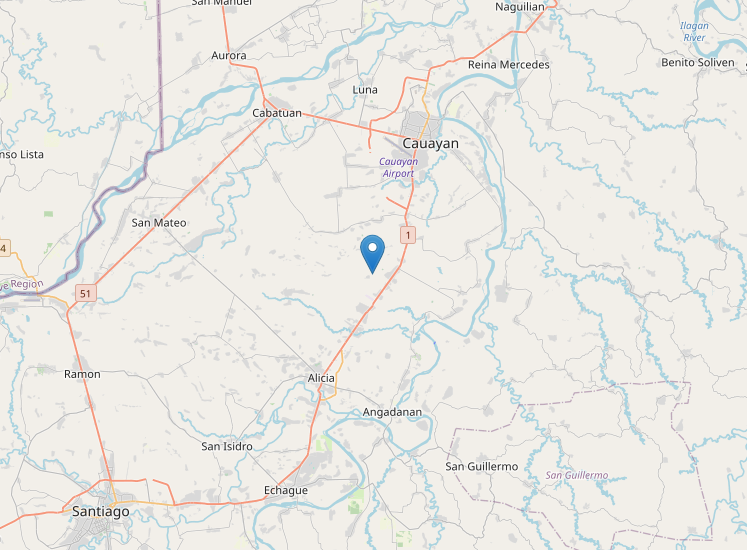 San Manuel
Naguilian
Ilagan
River
Aurora
Reina Mercedes
Benito Soliven
Luna
Cabatuan
Cauayan
nso Lista
Cauayan
Airport
San Mateo
1
4
Region
51
Ramon
Alicia
Angadanan
San Isidro
San Guillermo
San Guillermo
Echague
Santiago